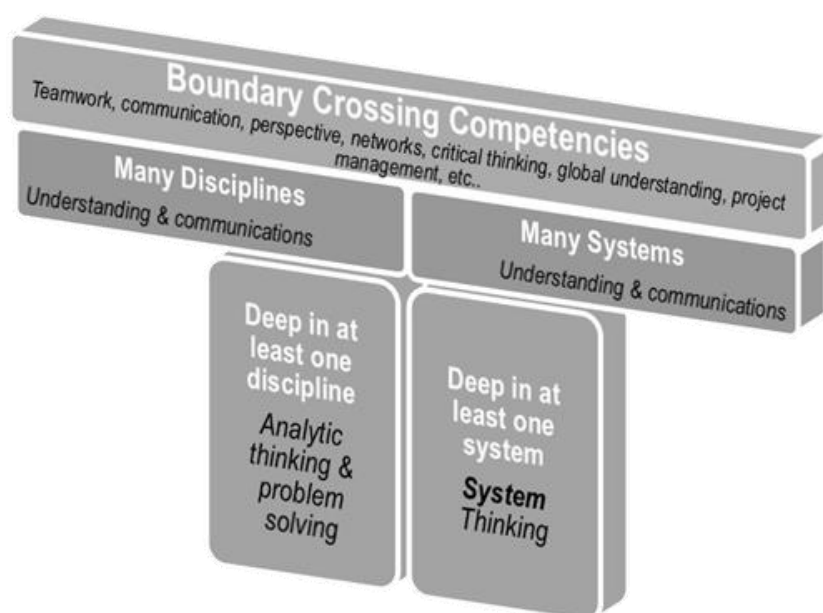 Boundary Crossing Competencies
Teamwork, communication, perspective, networks, critical thinking, global understanding, project
management, etc..
Many Disciplines
Understanding & communications
Many Systems
Understanding & communications
Deep in at
least one
discipline
Analytic
thinking &
problem
solving
Deep in at
least one
system
System
Thinking